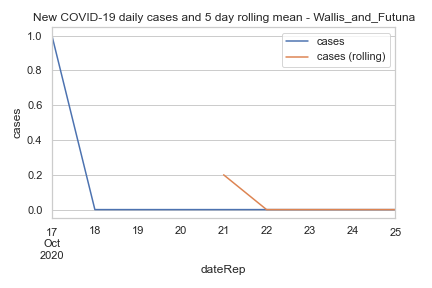 New COVID-19 daily cases and 5 day rolling mean - Wallis_and_Futuna
cases
cases (rolling)
1.0
0.8
0.6
0.4
0.2
0.0
cases
17 18 19 20 21 22 23 24 25
Oct
2020
dateRep